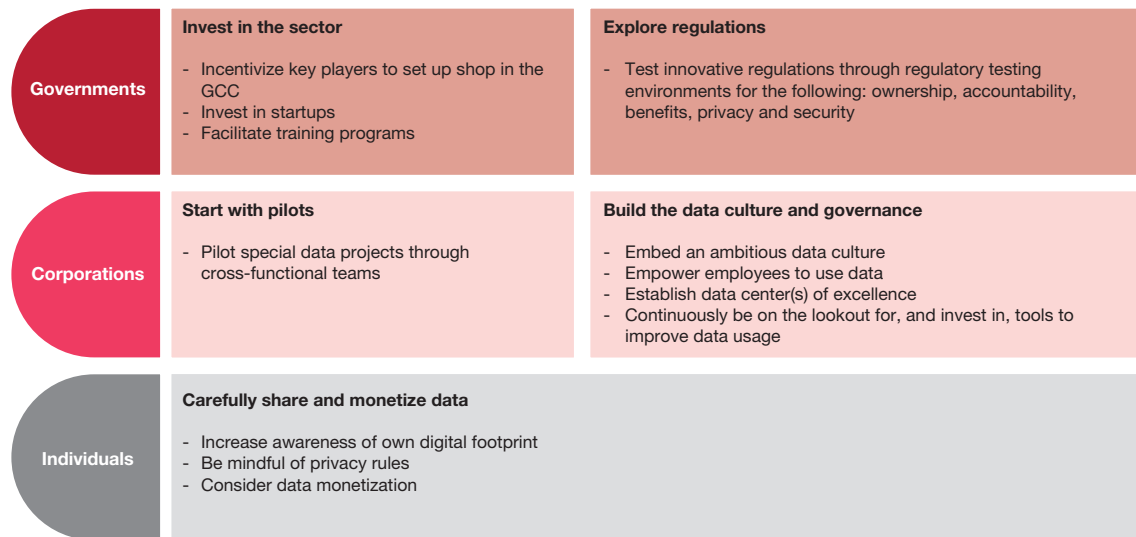 Governments
Invest in the sector
- Incentivize key players to set up shop in the
GCC
- Invest in startups
- Facilitate training programs
Explore regulations
- Test innovative regulations through regulatory testing
environments for the following: ownership, accountability,
benefits, privacy and security
Corporations
Start with pilots
- Pilot special data projects through
cross-functional teams
Build the data culture and governance
- Embed an ambitious data culture
- Empower employees to use data
- Establish data center(s) of excellence
- Continuously be on the lookout for, and invest in, tools to
improve data usage
Individuals
Carefully share and monetize data
- Increase awareness of own digital footprint
- Be mindful of privacy rules
- Consider data monetization